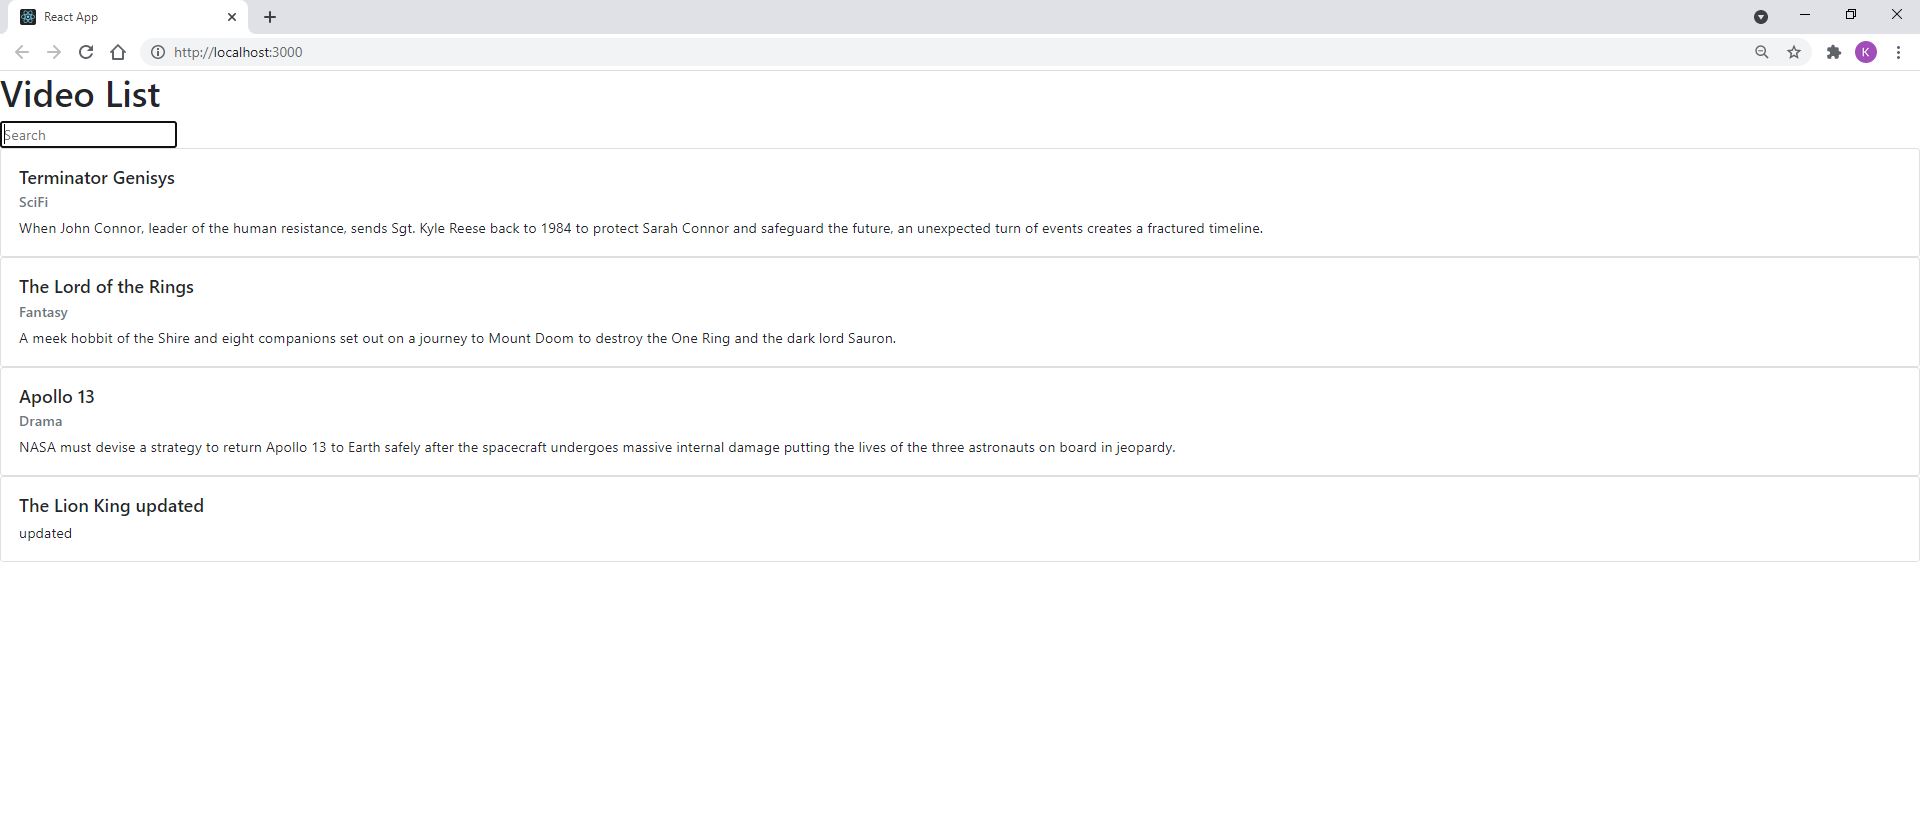 React App
http://localhost:3000
K
Video List
Search
Terminator Genisys
SciFi
When John Connor, leader of the human resistance, sends Sgt. Kyle Reese back to 1984 to protect Sarah Connor and safeguard the future, an unexpected turn of events creates a fractured timeline.
The Lord of the Rings
Fantasy
A meek hobbit of the Shire and eight companions set out on a journey to Mount Doom to destroy the One Ring and the dark lord Sauron.
Apollo 13
Drama
NASA must devise a strategy to return Apollo 13 to Earth safely after the spacecraft undergoes massive internal damage putting the lives of the three astronauts on board in jeopardy.
The Lion King updated
updated